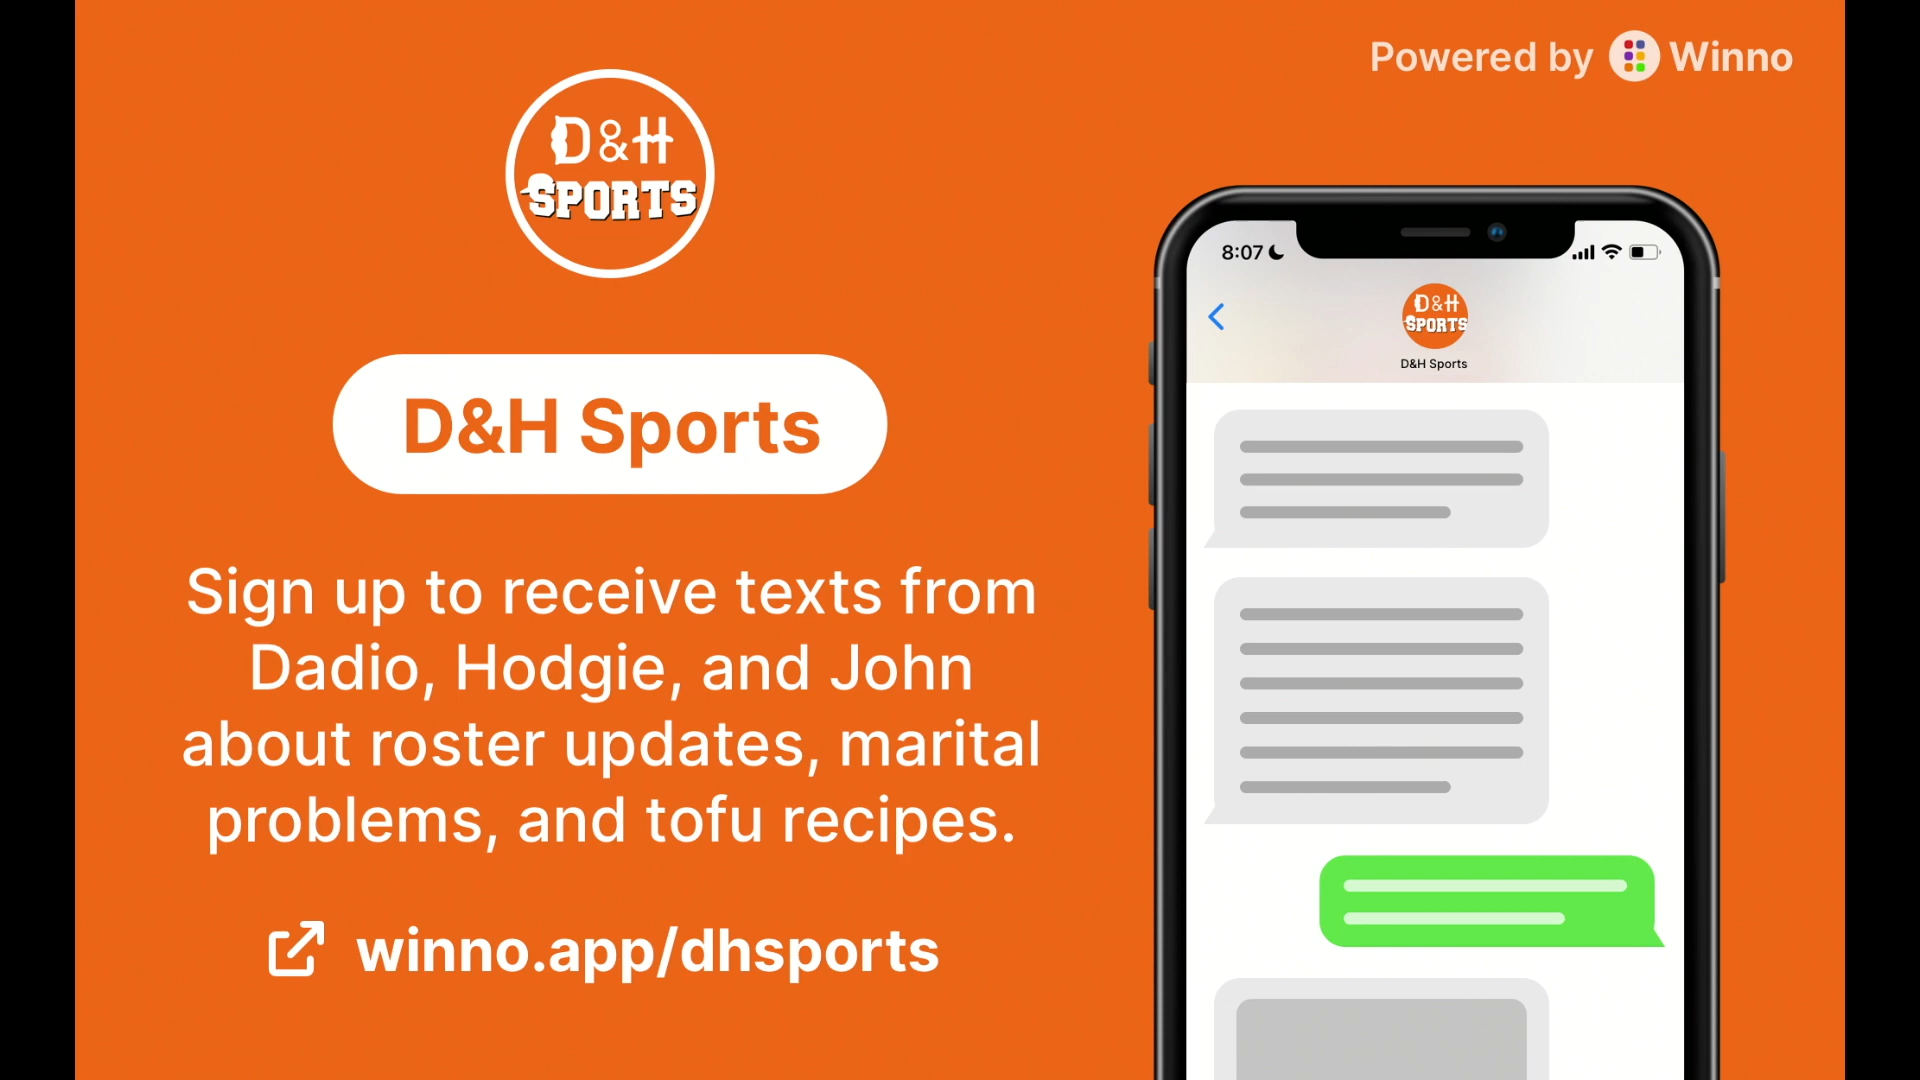 Powered by Winno
D&H
SPORTS
D&H Sports
Sign up to receive texts from
Dadio, Hodgie, and John
about roster updates, marital
problems, and tofu recipes.
winno.app/dhsports
8:07
D&H
SPORTS
D&H Sports